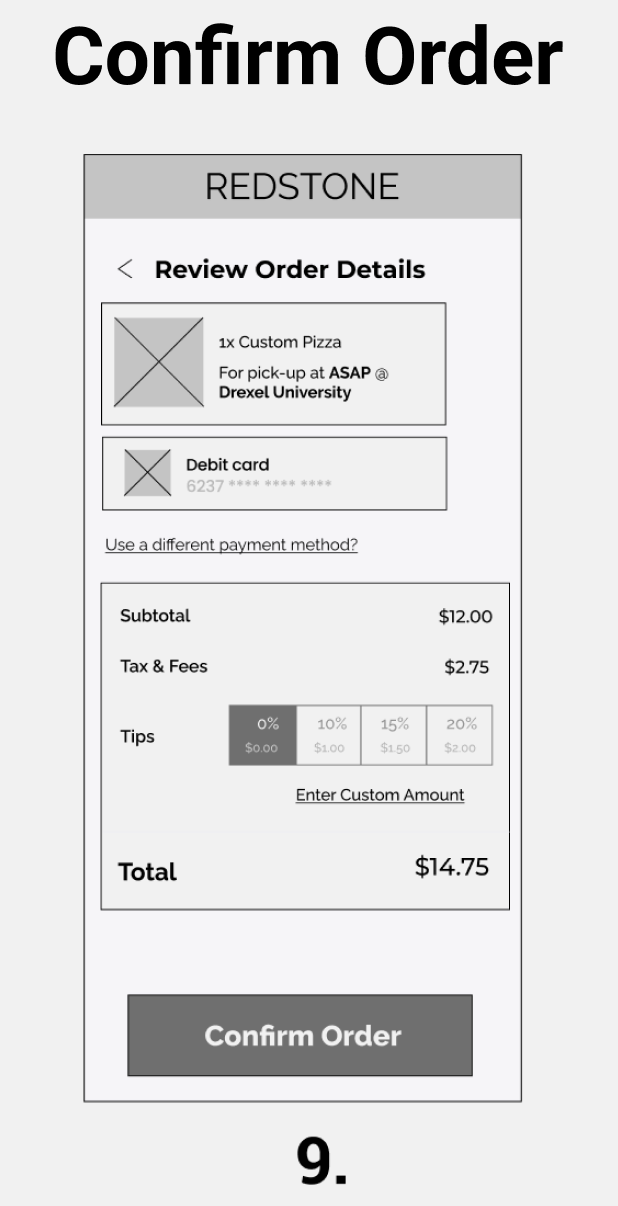 Confirm Order
REDSTONE
< Review Order Details
1x Custom Pizza
For pick-up at ASAP @
Drexel University
Debit card
6237 **** **** ****
Use a different payment method?
Subtotal $12.00
Tax & Fees $2.75
Tips
0% 10% 15% 20%
$0.00 $1.00 $1.50 $2.00
Enter Custom Amount
Total $14.75
Confirm Order
9.